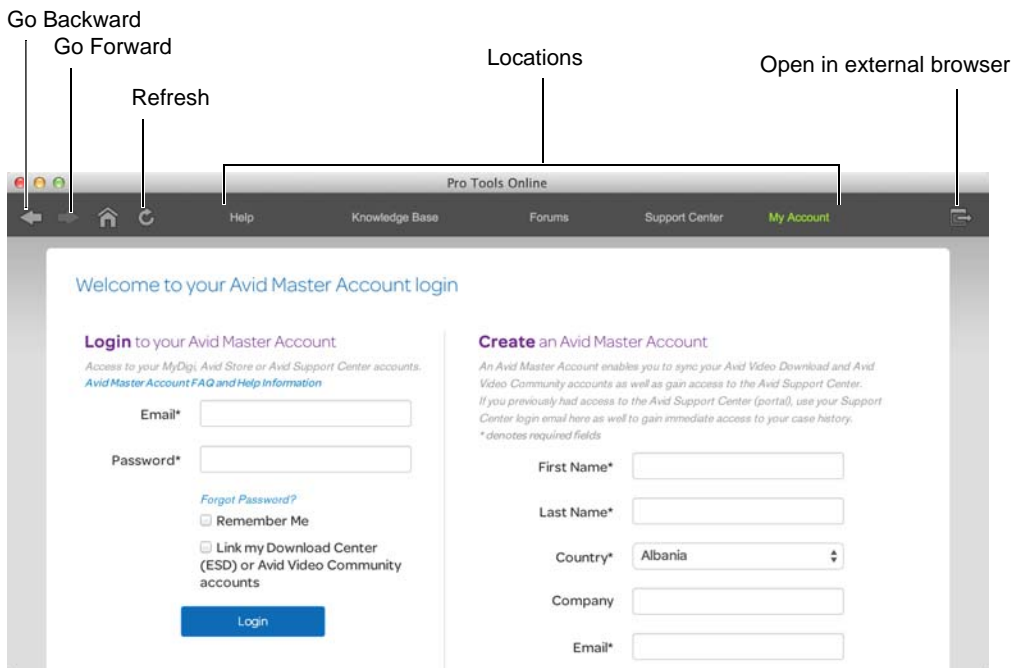 Go Backward
Go Forward
Refresh
Locations
Open in external browser
Pro Tools Online
Help
Knowledge Base
Forums
Support Center
My Account
Welcome to your Avid Master Account login
Login to your Avid Master Account
Access to your MyDigi, Avid Store or Avid Support Center accounts.
Avid Master Account FAQ and Help Information
Email*
Password*
Forgot Password?
Remember Me
Link my Download Center
(ESD) or Avid Video Community
accounts
Login
Create an Avid Master Account
An Avid Master Account enables you to sync your Avid Video Download and Avid
Video Community accounts as well as gain access to the Avid Support Center.
If you previously had access to the Avid Support Center (portal), use your Support
Center login email here as well to gain immediate access to your case history.
* denotes required fields
First Name*
Last Name*
Country*
Albania
Company
Email*